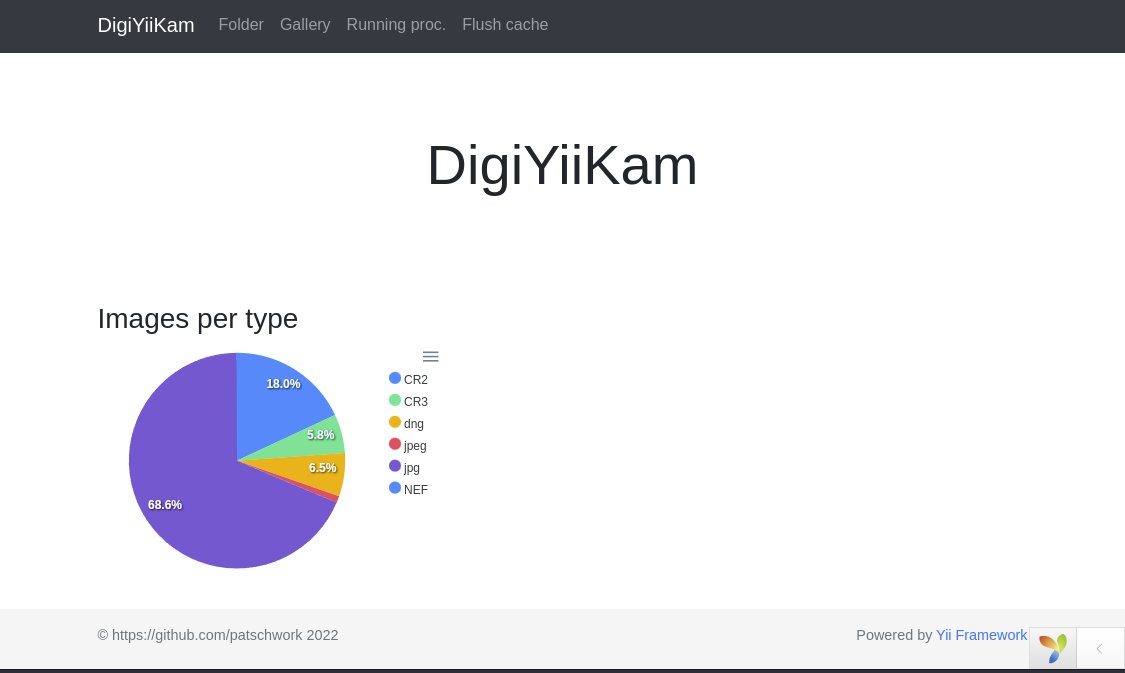 DigiYiiKam Folder Gallery Running proc. Flush cache
DigiYiiKam
Images per type
18.0%
5.8%
6.5%
68.6%
CR2
CR3
dng
jpeg
jpg
NEF
© https://github.com/patschwork 2022
Powered by Yii Framework